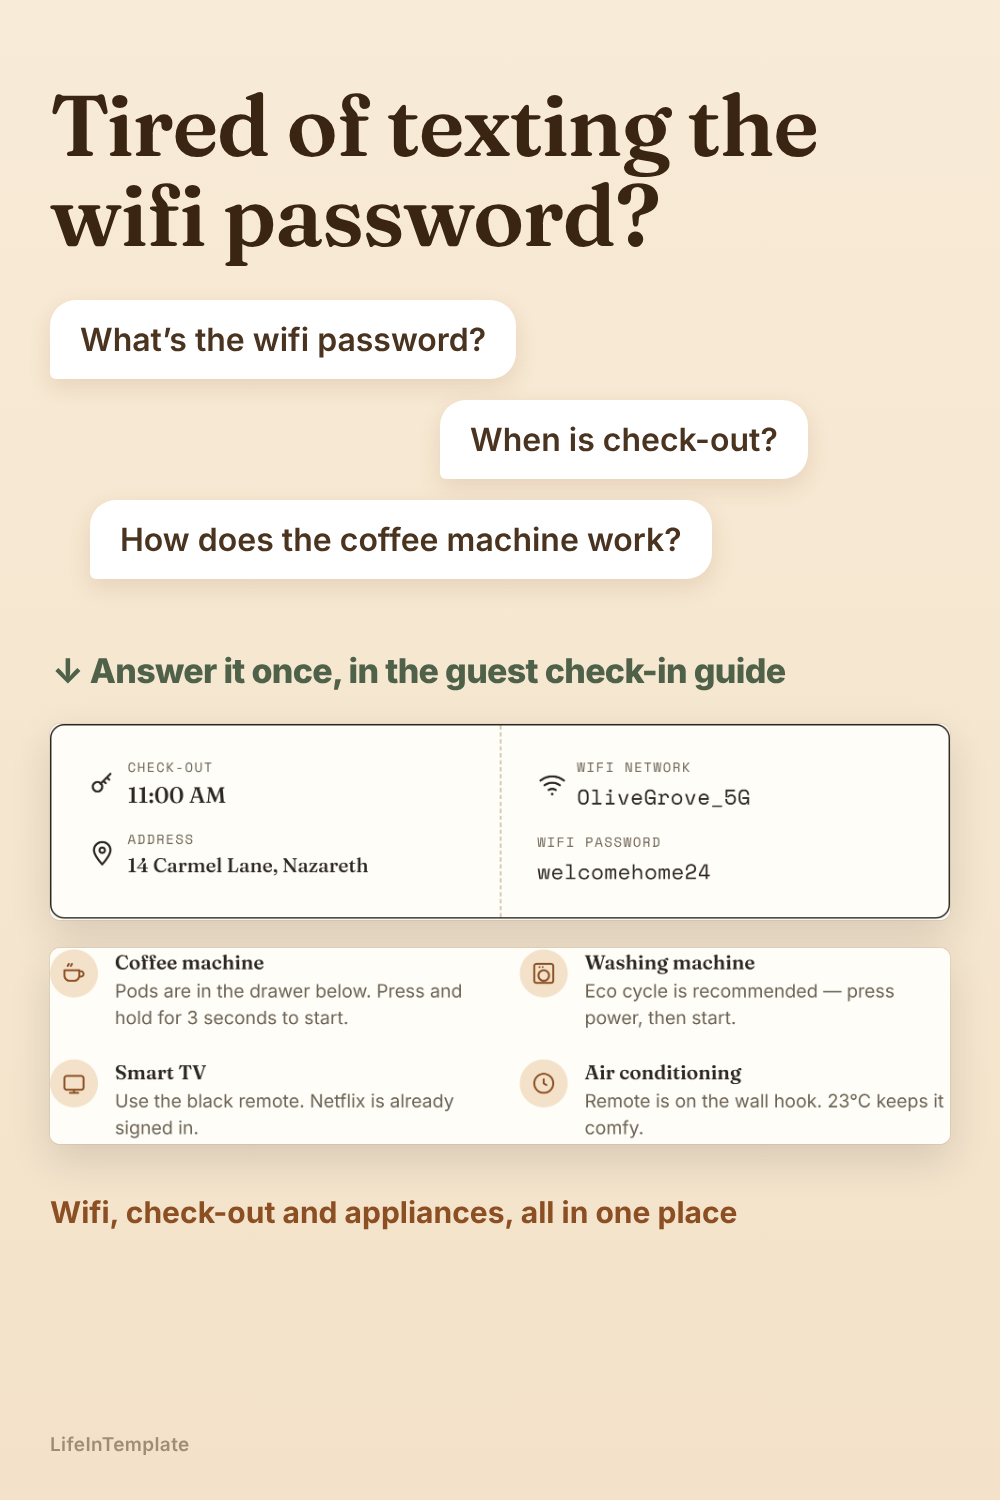 Tired of texting the
wifi password?
What’s the wifi password?
When is check-out?
How does the coffee machine work?
↓ Answer it once, in the guest check-in guide
CHECK-OUT
11:00 AM
ADDRESS
14 Carmel Lane, Nazareth
WIFI NETWORK
OliveGrove_5G
WIFI PASSWORD
welcomehome24
Coffee machine
Pods are in the drawer below. Press and
hold for 3 seconds to start.
Washing machine
Eco cycle is recommended — press
power, then start.
Smart TV
Use the black remote. Netflix is already
signed in.
Air conditioning
Remote is on the wall hook. 23°C keeps it
comfy.
Wifi, check-out and appliances, all in one place
LifeInTemplate